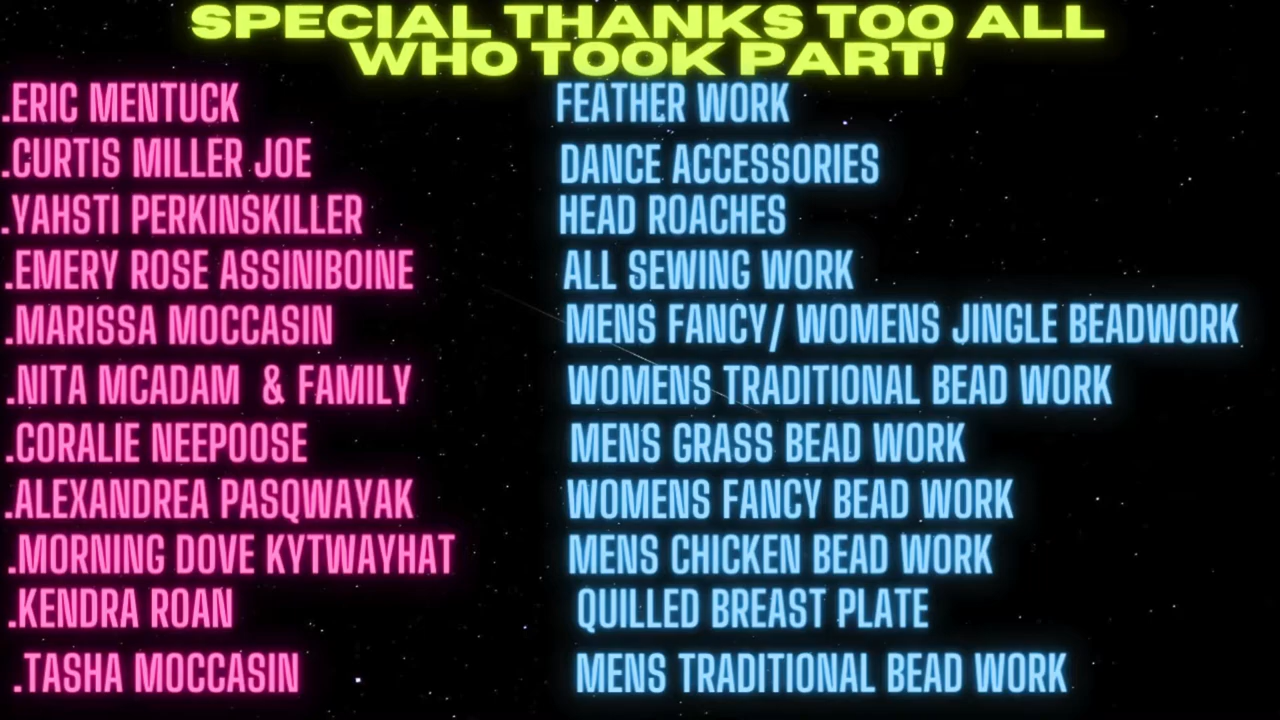 SPECIAL THANKS TOO ALL
WHO TOOK PART!
.ERIC MENTUCK FEATHER WORK
.CURTIS MILLER JOE DANCE ACCESSORIES
.YAHSTI PERKINSKILLER HEAD ROACHES
.EMERY ROSE ASSINIBOINE ALL SEWING WORK
.MARISSA MOCCASIN MENS FANCY/ WOMENS JINGLE BEADWORK
.NITA MCADAM & FAMILY WOMENS TRADITIONAL BEAD WORK
.CORALIE NEEPOOSE MENS GRASS BEAD WORK
.ALEXANDREA PASQWAYAK WOMENS FANCY BEAD WORK
.MORNING DOVE KYTWAYHAT MENS CHICKEN BEAD WORK
.KENDRA ROAN QUILLED BREAST PLATE
.TASHA MOCCASIN MENS TRADITIONAL BEAD WORK